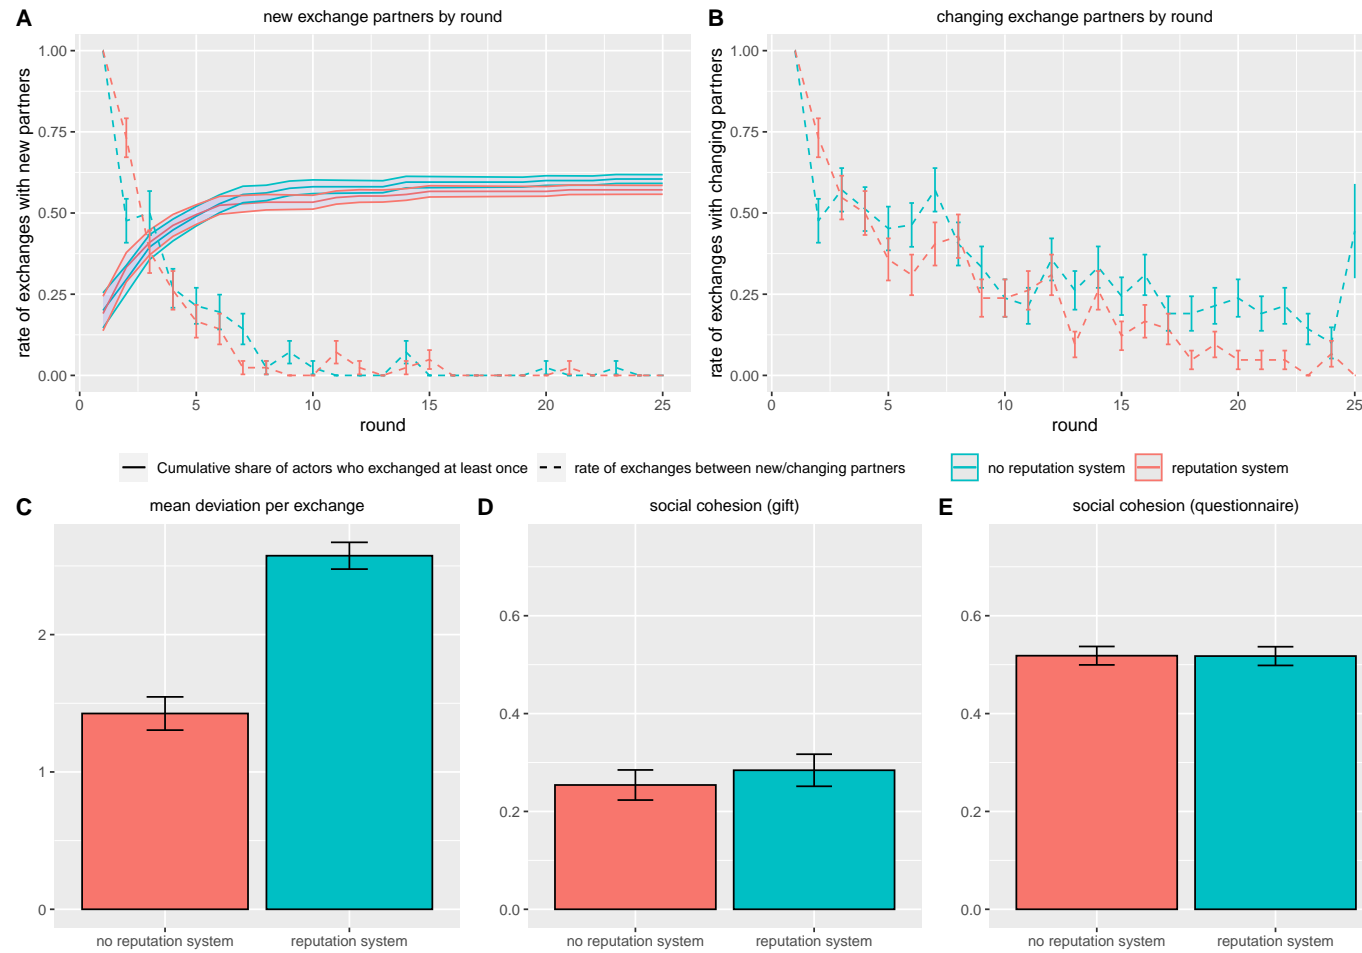 A new exchange partners by round
rate of exchanges with new partners
1.00
0.75
0.50
0.25
0.00
0 5 10 15 20 25
round
B changing exchange partners by round
rate of exchanges with changing partners
1.00
0.75
0.50
0.25
0.00
0 5 10 15 20 25
round
Cumulative share of actors who exchanged at least once rate of exchanges between new/changing partners no reputation system reputation system
C mean deviation per exchange
2
1
0
no reputation system reputation system
D social cohesion (gift)
0.6
0.4
0.2
0.0
no reputation system reputation system
E social cohesion (questionnaire)
0.6
0.4
0.2
0.0
no reputation system reputation system